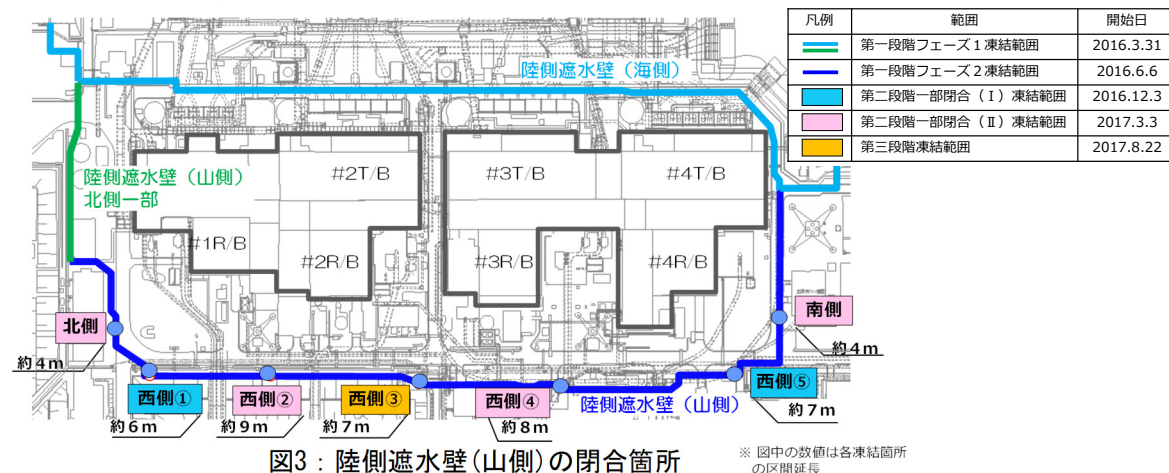 凡例 範囲 開始日
第一段階フェーズ1凍結範囲 2016.3.31
第一段階フェーズ2凍結範囲 2016.6.6
第二段階一部閉合（Ⅰ）凍結範囲 2016.12.3
第二段階一部閉合（Ⅱ）凍結範囲 2017.3.3
第三段階凍結範囲 2017.8.22
陸側遮水壁（海側）
#2T/B
#3T/B
#4T/B
陸側遮水壁（山側）
北側一部
#1R/B
#2R/B
#3R/B
#4R/B
北側
約4m
南側
約4m
西側①
約6m
西側②
約9m
西側③
約7m
西側④
約8m
陸側遮水壁（山側）
西側⑤
約7m
図3：陸側遮水壁(山側)の閉合箇所
※ 図中の数値は各凍結箇所
の区間延長